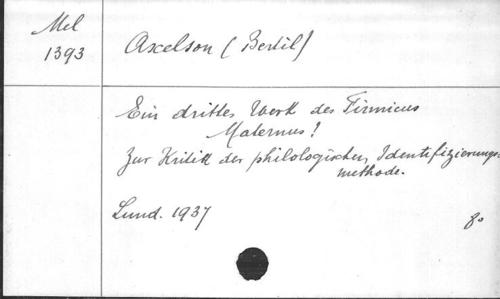 Mel
1393
Axelson (Bertil)
Ein drittes Werk des Firmicus
Maternus?
Zur Kritik der philologischen Identifizierungs-
methode.
Lund. 1937
8°